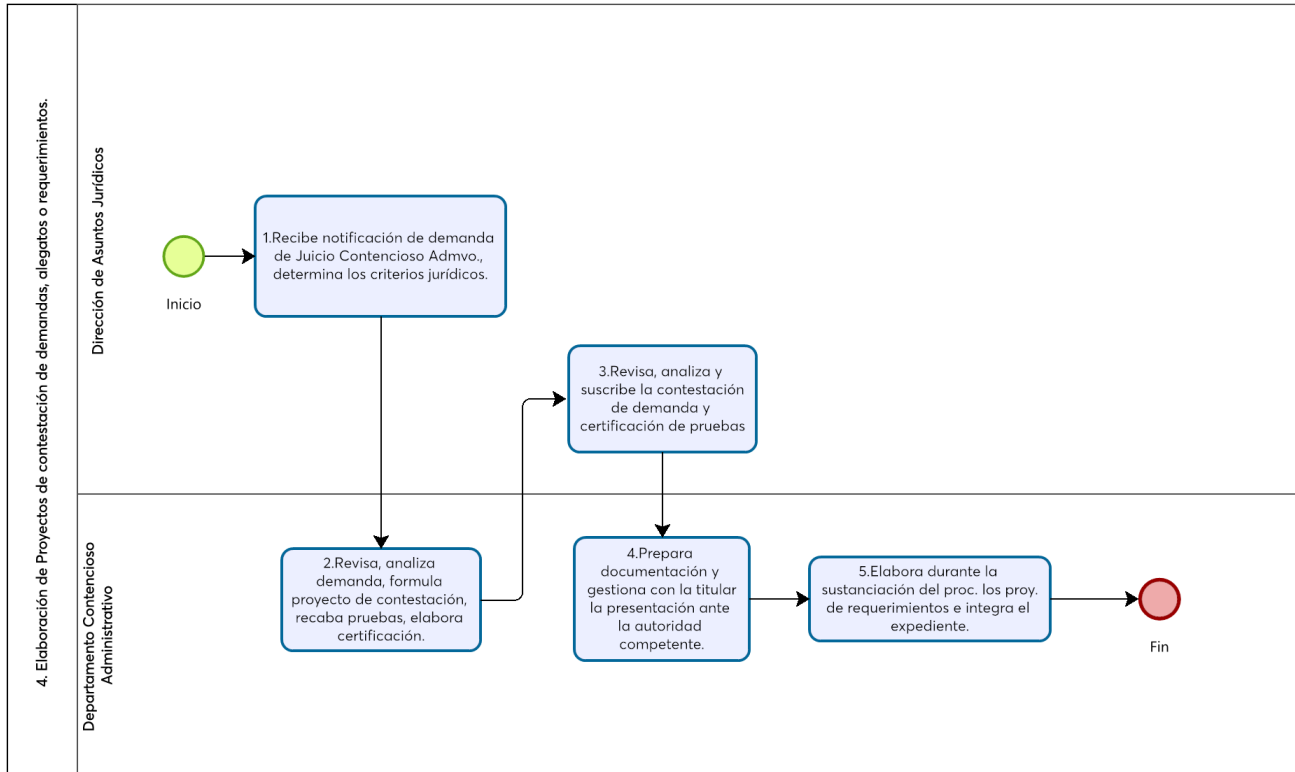 4. Elaboración de Proyectos de contestación de demandas, alegatos o requerimientos.
Dirección de Asuntos Jurídicos
Inicio
1.Recibe notificación de demanda
de Juicio Contencioso Admvo.,
determina los criterios jurídicos.
3.Revisa, analiza y
suscribe la contestación
de demanda y
certificación de pruebas
Departamento Contencioso
Administrativo
2.Revisa, analiza
demanda, formula
proyecto de contestación,
recaba pruebas, elabora
certificación.
4.Prepara
documentación y
gestiona con la titular
la presentación ante
la autoridad
competente.
5.Elabora durante la
sustanciación del proc. los proy.
de requerimientos e integra el
expediente.
Fin